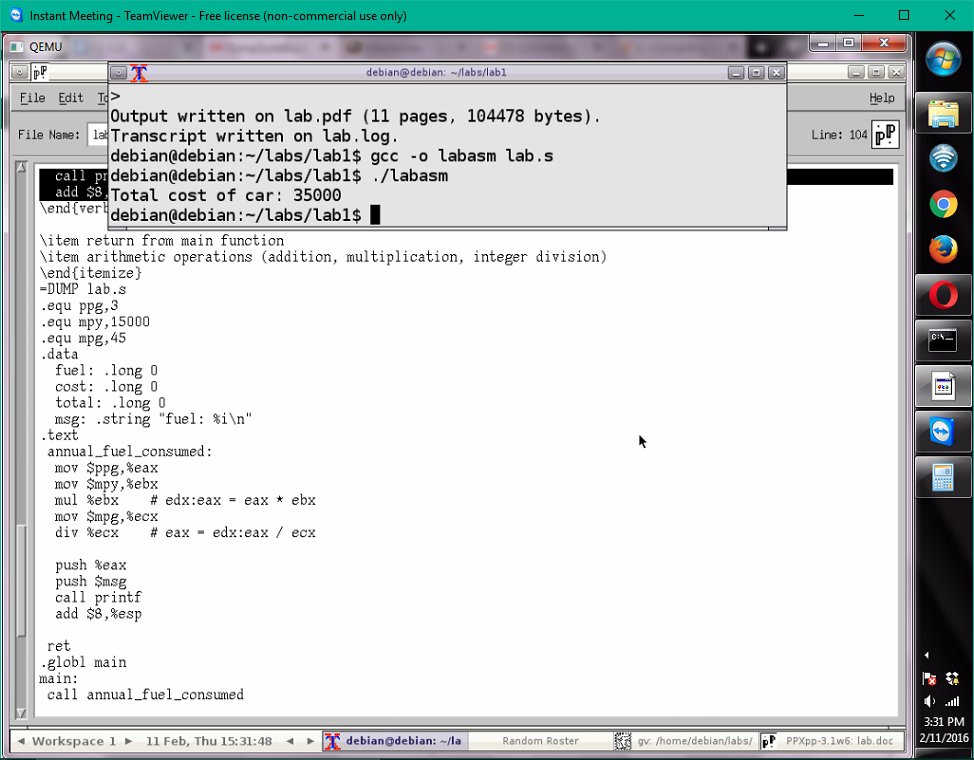 Instant Meeting - TeamViewer - Free license (non-commercial use only)
QEMU
debian@debian: ~/labs/lab1
File Edit
Help
File Name:
Line: 104
>
Output written on lab.pdf (11 pages, 104478 bytes).
Transcript written on lab.log.
debian@debian:~/labs/lab1$ gcc -o labasm lab.s
debian@debian:~/labs/lab1$ ./labasm
Total cost of car: 35000
debian@debian:~/labs/lab1$
call pr
add $8,
\end{verb
\item return from main function
\item arithmetic operations (addition, multiplication, integer division)
\end{itemize}
=DUMP lab.s
.equ ppg,3
.equ mpy,15000
.equ mpg,45
.data
fuel: .long 0
cost: .long 0
total: .long 0
msg: .string "fuel: %i\n"
.text
annual_fuel_consumed:
mov $ppg,%eax
mov $mpy,%ebx
mul %ebx # edx:eax = eax * ebx
mov $mpg,%ecx
div %ecx # eax = edx:eax / ecx
push %eax
push $msg
call printf
add $8,%esp
ret
.globl main
main:
call annual_fuel_consumed
Workspace 1
11 Feb, Thu 15:31:48
debian@debian: ~/la
Random Roster
gv: /home/debian/labs/
PPXpp-3.1w6: lab.doc
3:31 PM
2/11/2016